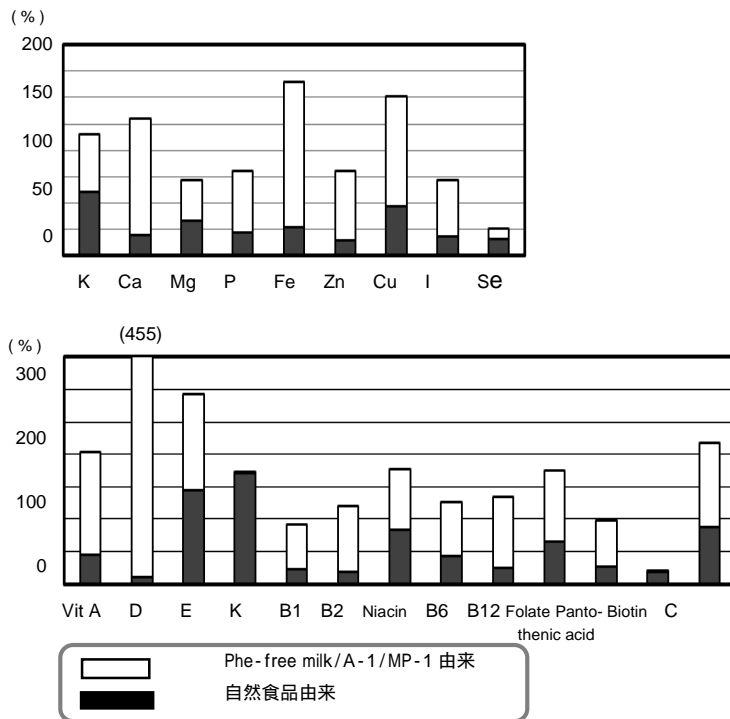 (%)
200
150
100
50
0
K Ca Mg P Fe Zn Cu I Se
(455)
(%)
300
200
100
0
Vit A D E K B1 B2 Niacin B6 B12 Folate Panto- Biotin C
thenic acid
Phe-free milk/A-1/MP-1 由来
自然食品由来